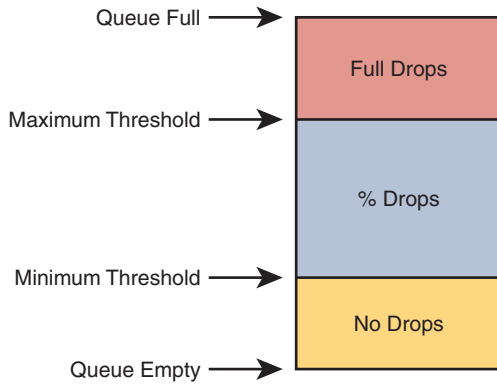 Queue Full
Full Drops
Maximum Threshold
% Drops
Minimum Threshold
No Drops
Queue Empty